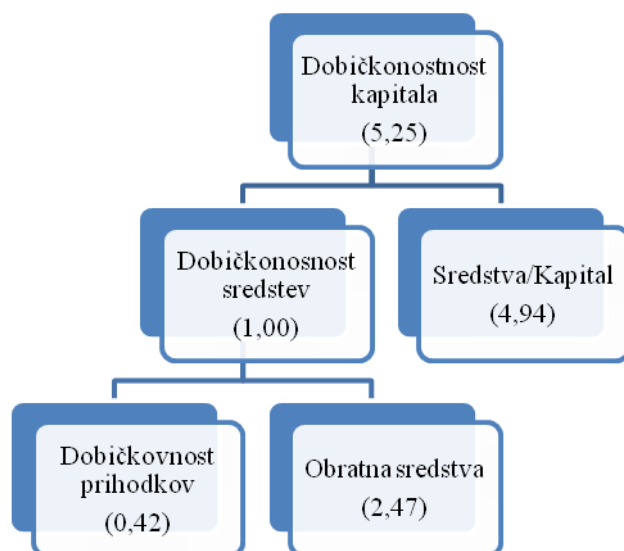 Dobičkonostnost
kapitala
(5,25)
Dobičkonosnost
sredstev
(1,00)
Sredstva/Kapital
(4,94)
Dobičkovnost
prihodkov
(0,42)
Obratna sredstva
(2,47)